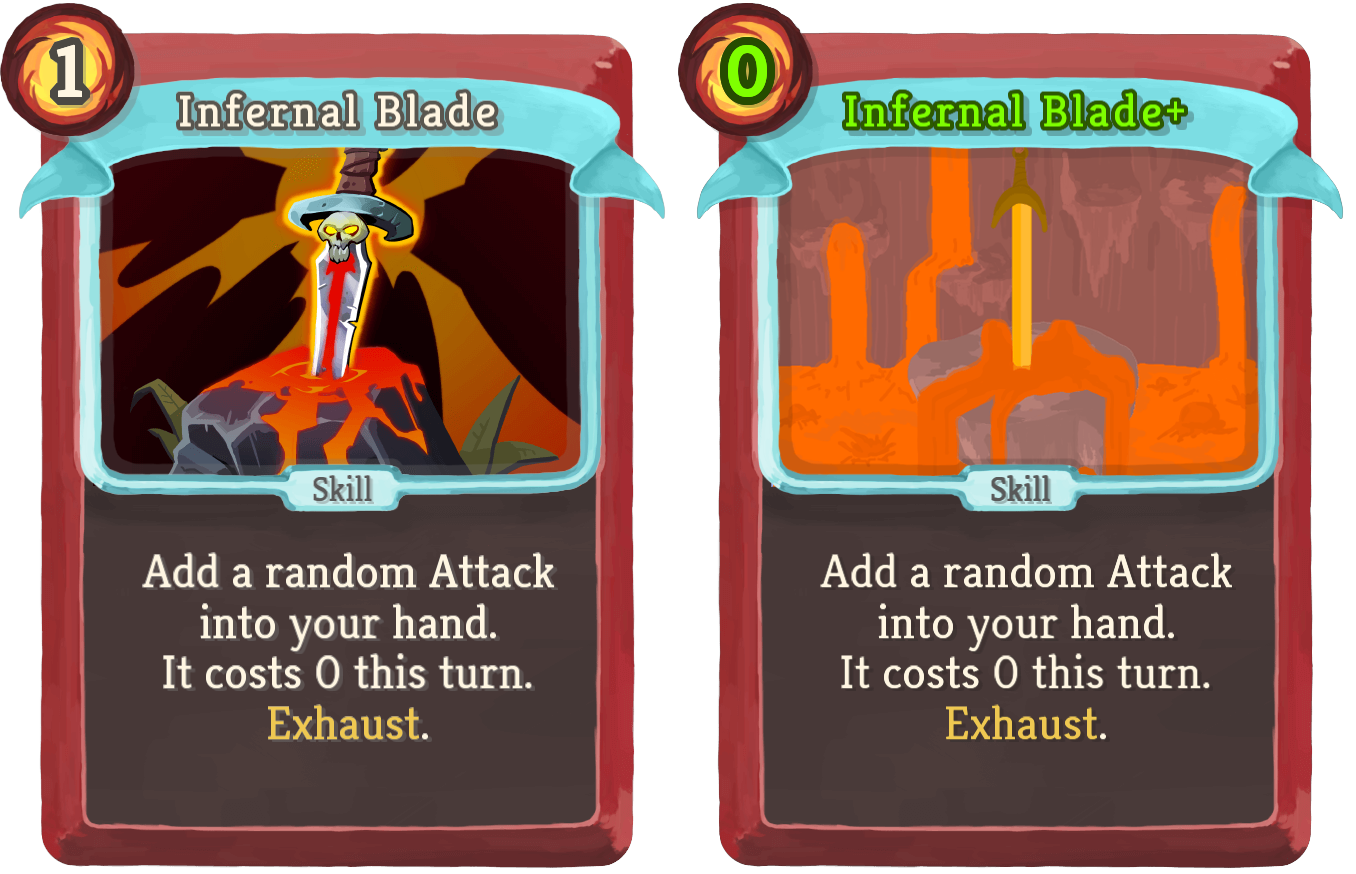 1
Infernal Blade
Skill
Add a random Attack
into your hand.
It costs 0 this turn.
Exhaust.
0
Infernal Blade+
Skill
Add a random Attack
into your hand.
It costs 0 this turn.
Exhaust.